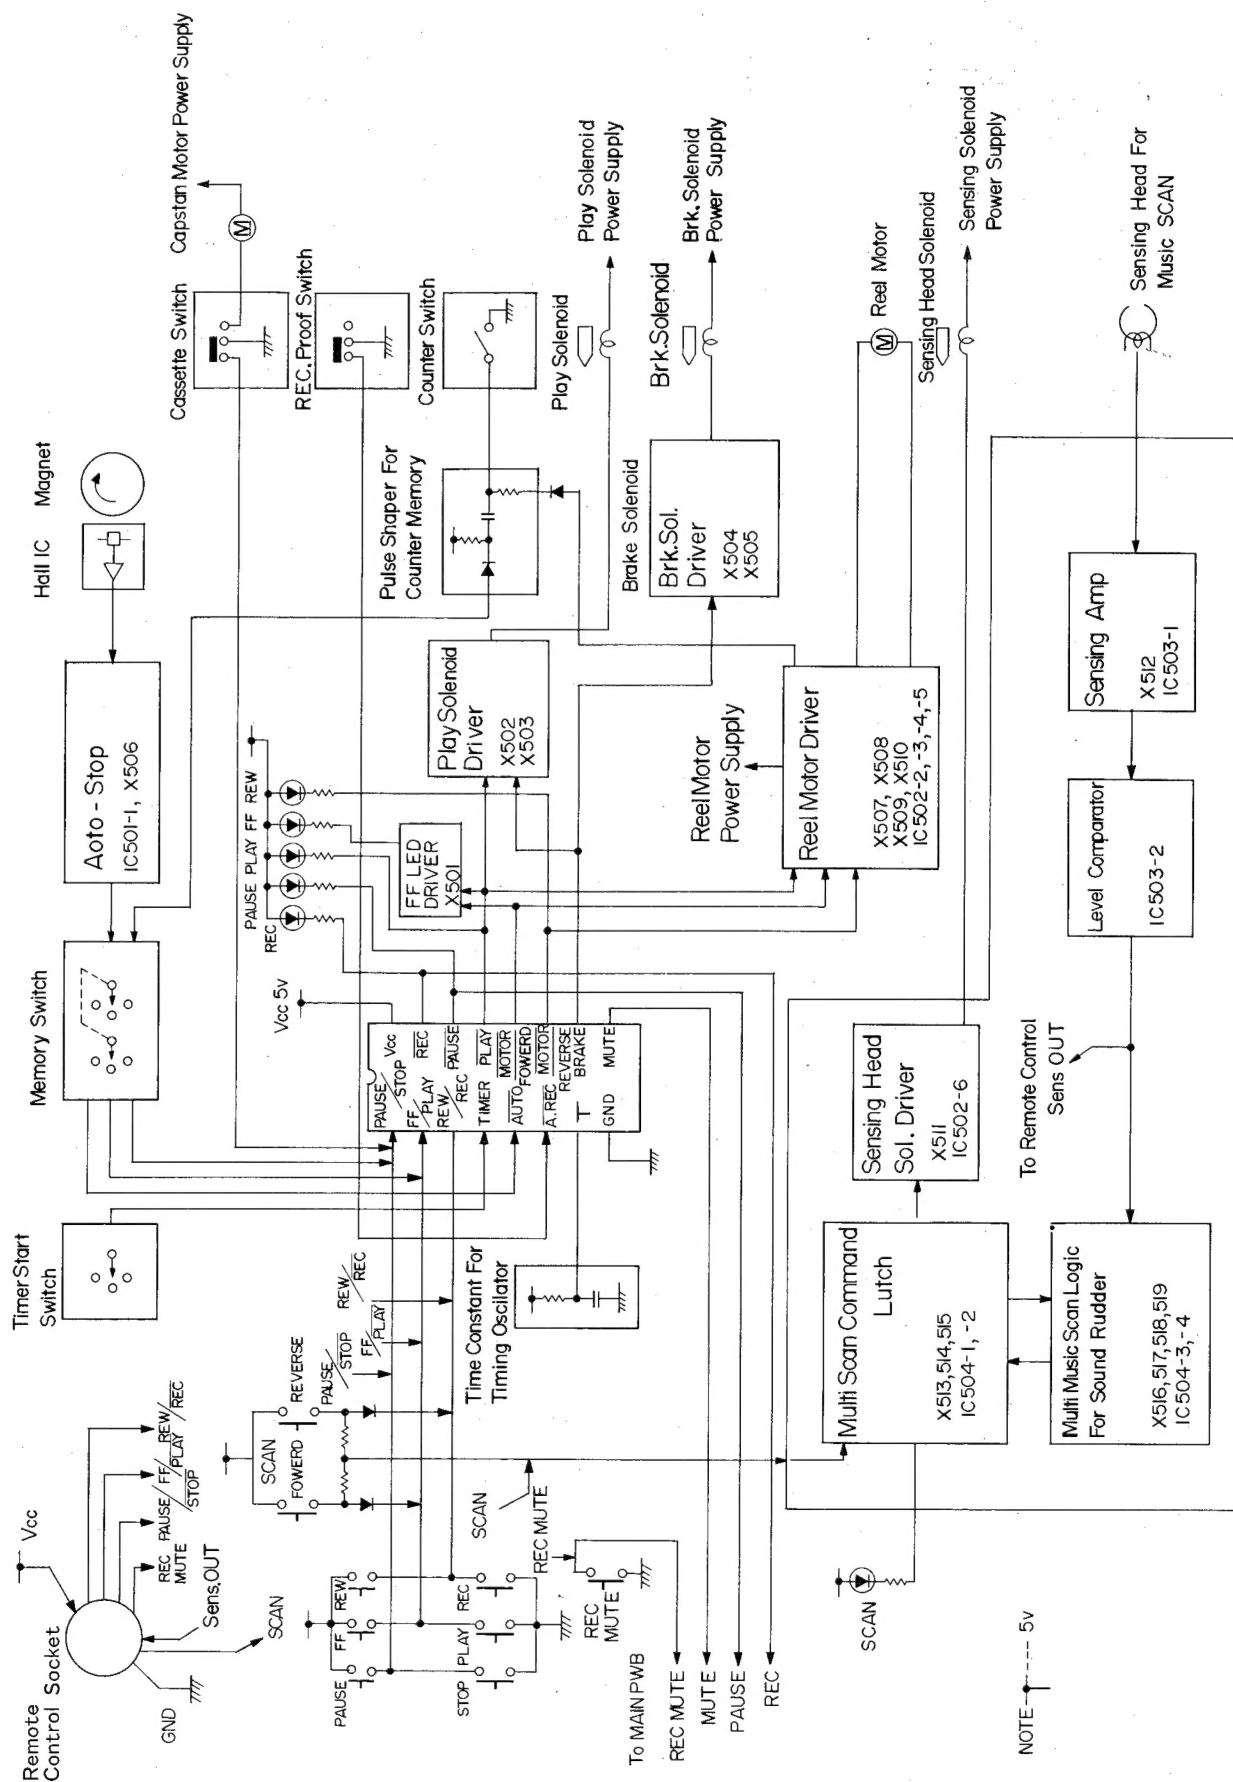 Remote
Control Socket
Vcc
GND
Sens,OUT
SCAN
REC
MUTE
PAUSE/STOP
FF/PLAY
REW/REC
Timer Start
Switch
Memory Switch
Aoto - Stop
IC501-1, X506
Hall IC
Magnet
Cassette Switch
Capstan Motor Power Supply
REC. Proof Switch
Counter Switch
Pulse Shaper For
Counter Memory
PAUSE PLAY FF REW
REC
Vcc 5v
SCAN
FOWERD
REVERSE
PAUSE/STOP
FF/PLAY
REW/REC
PAUSE
FF
REW
STOP
PLAY
REC
PAUSE/STOP
Vcc
FF/PLAY
REC
REW/REC
PAUSE
TIMER
PLAY
AUTO
MOTOR
FOWERD
A.REC
MOTOR
REVERSE
T
BRAKE
GND
MUTE
FF LED
DRIVER
X501
Play Solenoid
Driver
X502
X503
Play Solenoid
Play Solenoid
Power Supply
Brake Solenoid
Brk.Sol.
Driver
X504
X505
Brk.Solenoid
Brk.Solenoid
Power Supply
Time Constant For
Timing Oscilator
SCAN
REC MUTE
REC
MUTE
To MAIN PWB
REC MUTE
MUTE
PAUSE
REC
Reel Motor
Power Supply
Reel Motor Driver
X507, X508
X509, X510
IC502-2,-3,-4,-5
Reel Motor
Sensing Head Solenoid
Sensing Solenoid
Power Supply
SCAN
Multi Scan Command
Lutch
X513,514,515
IC504-1, -2
Sensing Head
Sol. Driver
X511
IC502-6
Multi Music Scan Logic
For Sound Rudder
X516,517,518,519
IC504-3,-4
To Remote Control
Sens OUT
Level Comparator
IC503-2
Sensing Amp
X512
IC503-1
Sensing Head For
Music SCAN
NOTE
5v